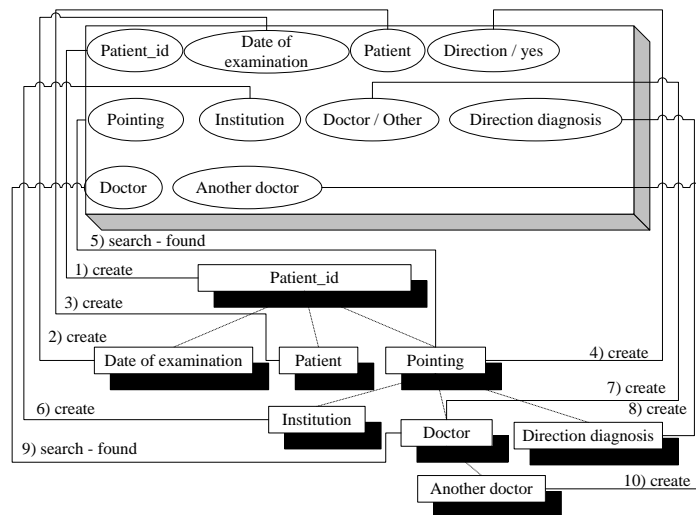 Patient_id
Date of
examination
Patient
Direction / yes
Pointing
Institution
Doctor / Other
Direction diagnosis
Doctor
Another doctor
5) search - found
1) create
Patient_id
3) create
2) create
Date of examination
Patient
Pointing
4) create
7) create
6) create
Institution
8) create
Doctor
Direction diagnosis
9) search - found
Another doctor
10) create